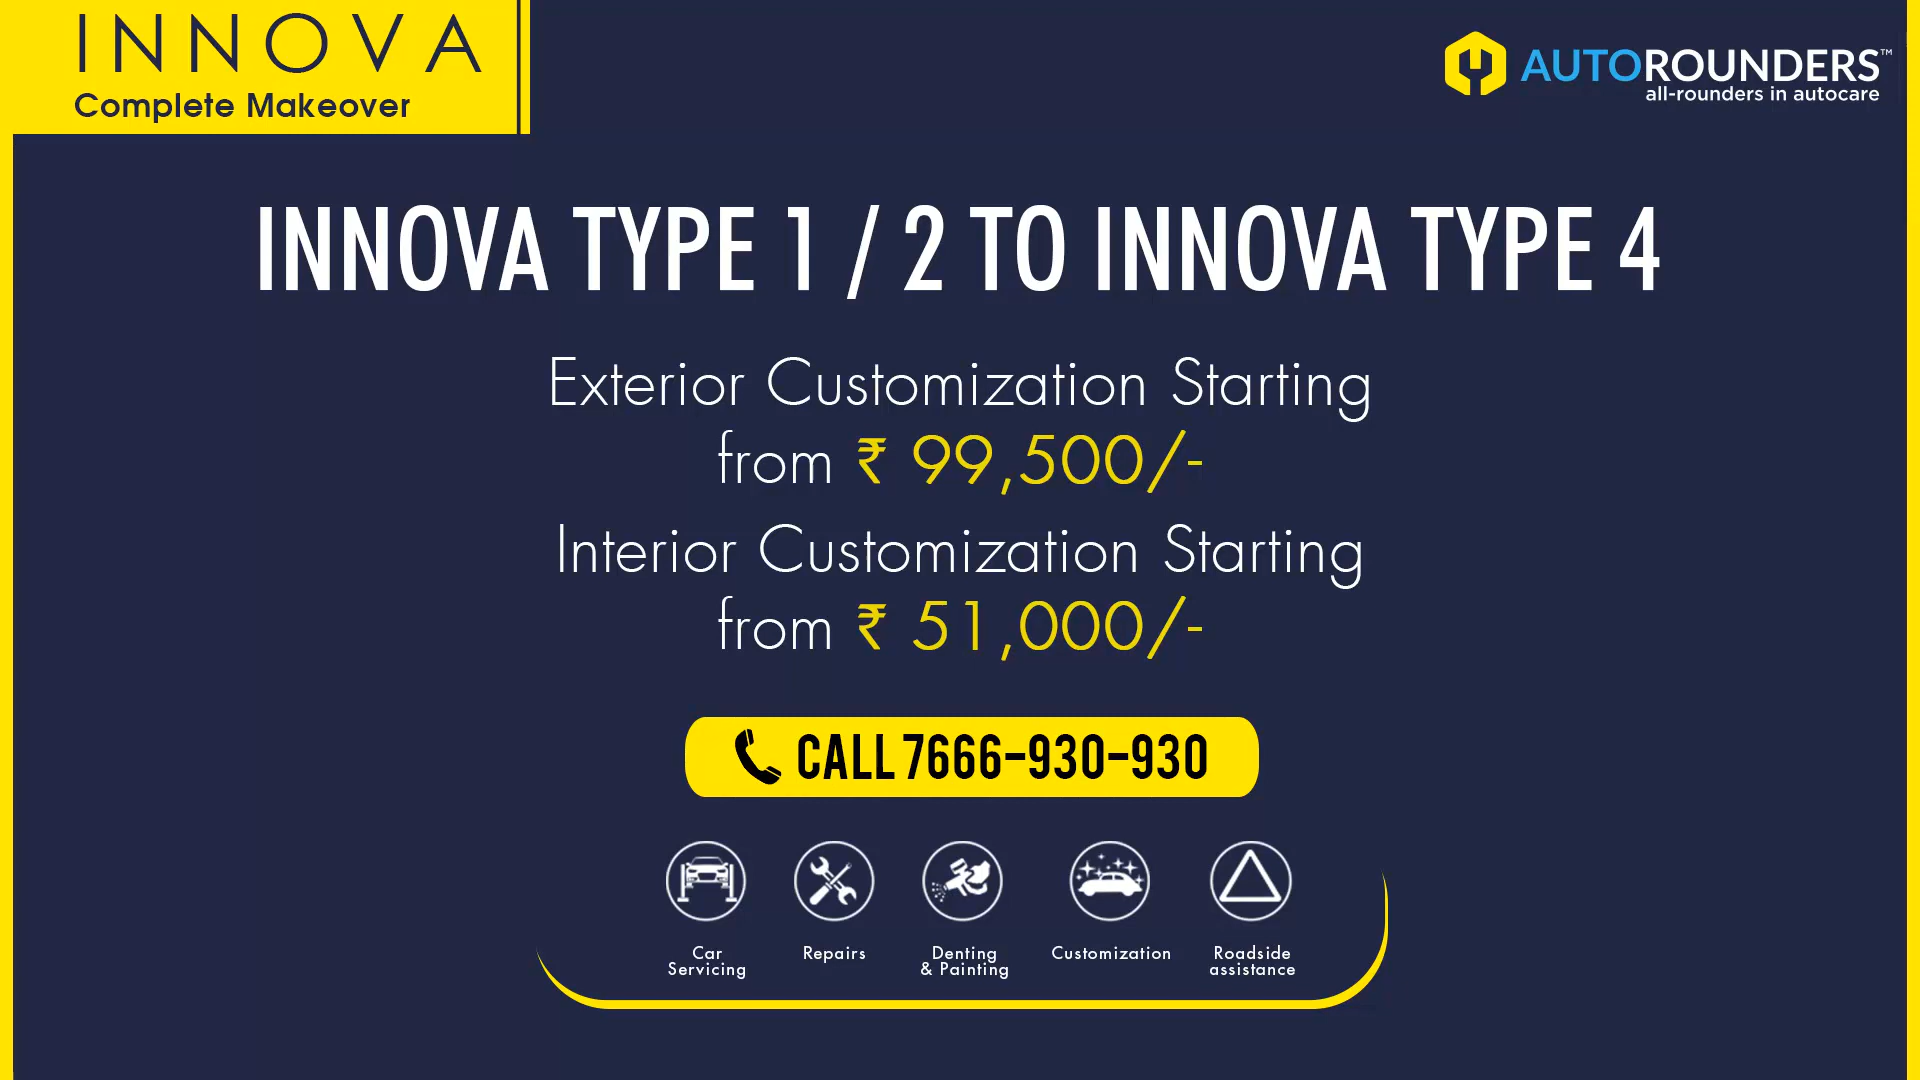 INNOVA
Complete Makeover
AUTOROUNDERS™
all-rounders in autocare
INNOVA TYPE 1 / 2 TO INNOVA TYPE 4
Exterior Customization Starting
from ₹ 99,500/-
Interior Customization Starting
from ₹ 51,000/-
CALL 7666-930-930
Car
Servicing
Repairs
Denting
& Painting
Customization
Roadside
assistance